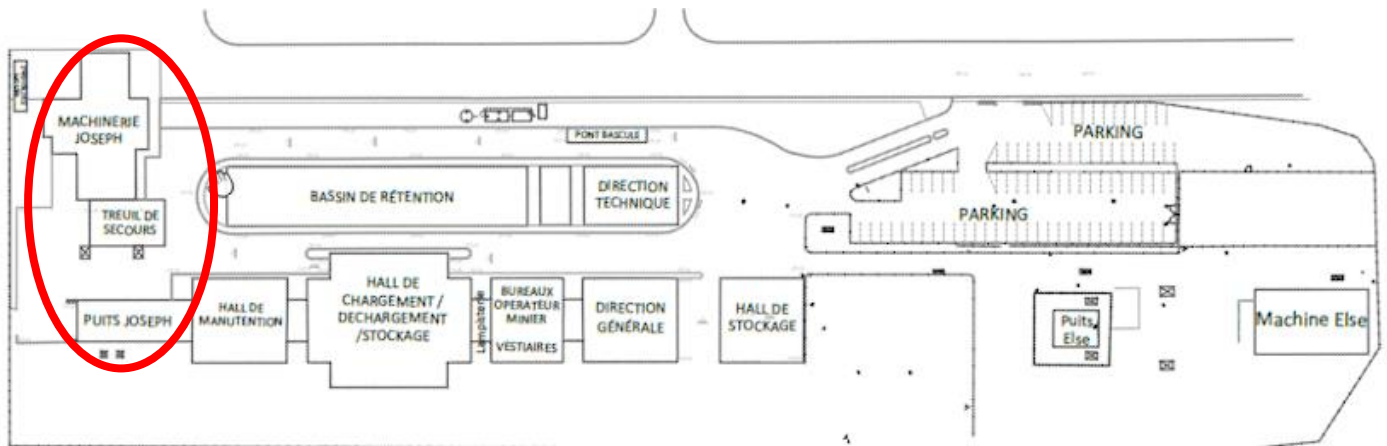 MACHINERIE
JOSEPH
TREUIL DE
SECOURS
PUITS JOSEPH
BASSIN DE RÉTENTION
PONT BASCULE
DIRECTION
TECHNIQUE
HALL DE
MANUTENTION
HALL DE
CHARGEMENT /
DECHARGEMENT
/STOCKAGE
Lampisterie
BUREAUX
OPERATEUR
MINIER
VESTIAIRES
DIRECTION
GÉNÉRALE
HALL DE
STOCKAGE
PARKING
PARKING
Puits
Else
Machine Else